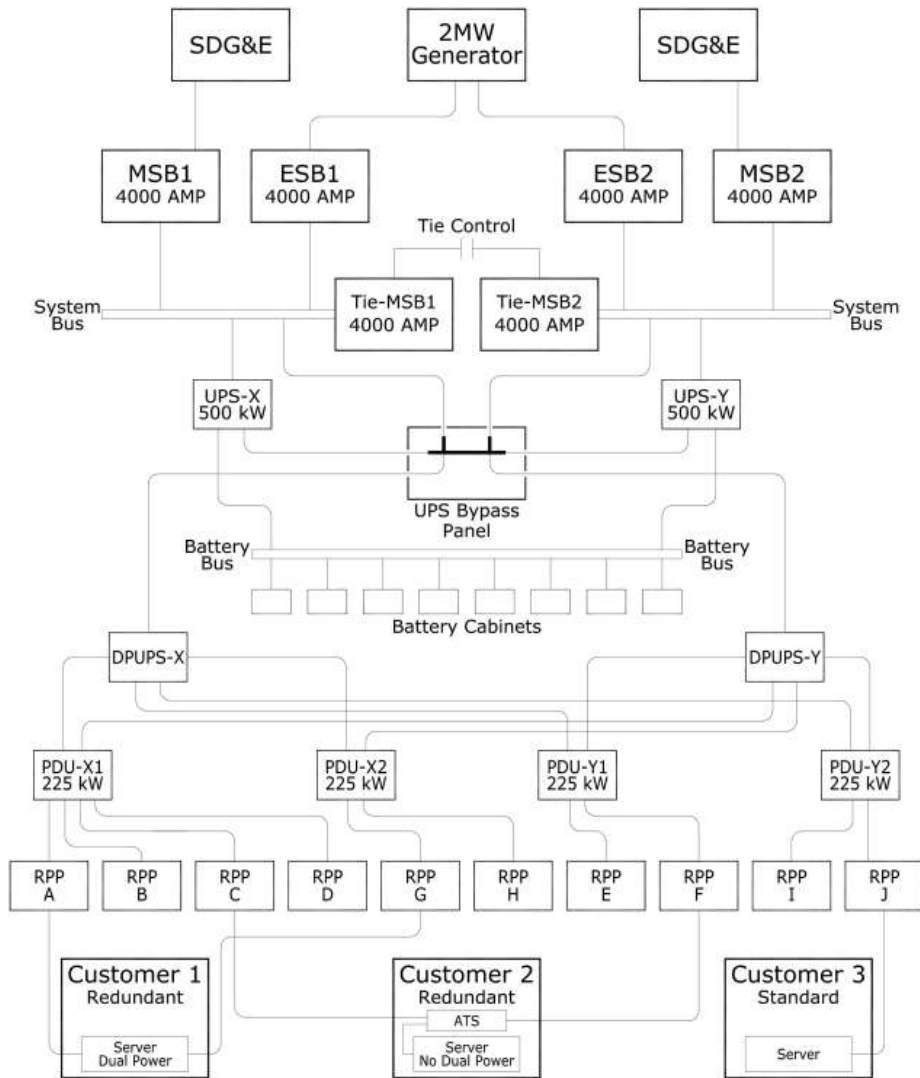 SDG&E
2MW
Generator
SDG&E
MSB1
4000 AMP
ESB1
4000 AMP
ESB2
4000 AMP
MSB2
4000 AMP
Tie Control
System
Bus
Tie-MSB1
4000 AMP
Tie-MSB2
4000 AMP
System
Bus
UPS-X
500 kW
UPS-Y
500 kW
UPS Bypass
Panel
Battery
Bus
Battery
Bus
Battery Cabinets
DPUPS-X
DPUPS-Y
PDU-X1
225 kW
PDU-X2
225 kW
PDU-Y1
225 kW
PDU-Y2
225 kW
RPP
A
RPP
B
RPP
C
RPP
D
RPP
G
RPP
H
RPP
E
RPP
F
RPP
I
RPP
J
Customer 1
Redundant
Server
Dual Power
Customer 2
Redundant
ATS
Server
No Dual Power
Customer 3
Standard
Server